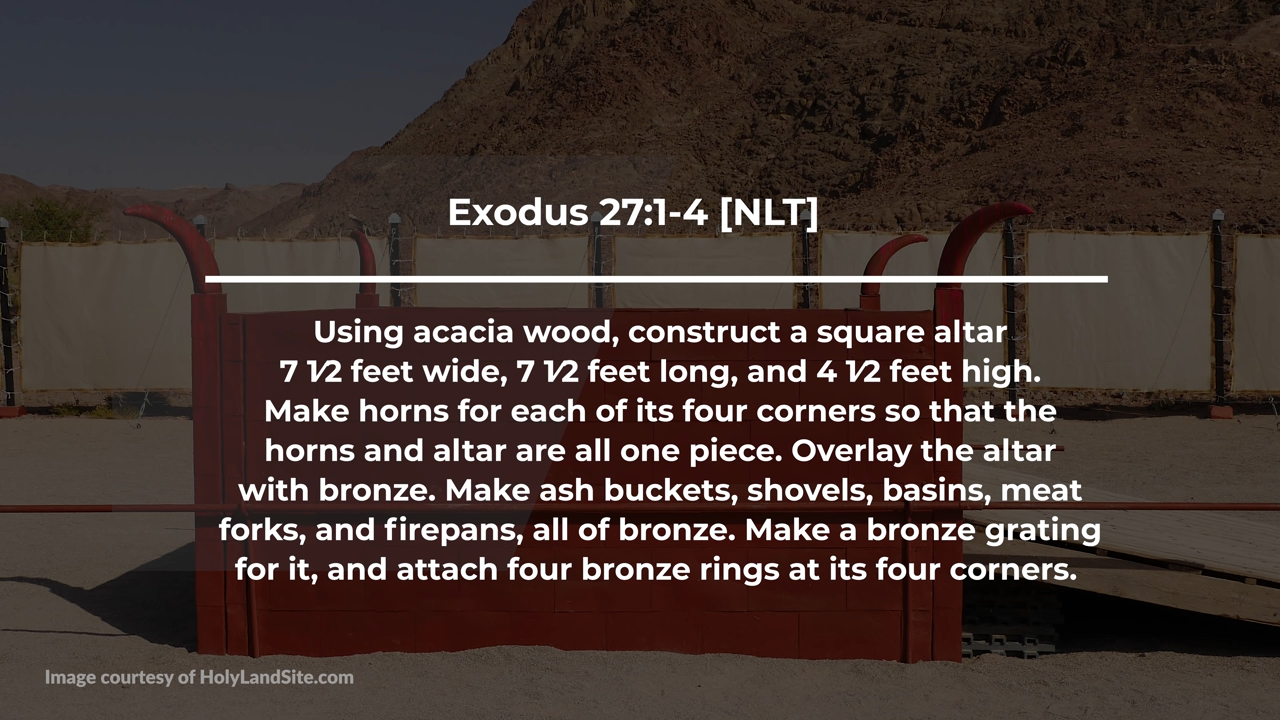 Exodus 27:1-4 [NLT]
Using acacia wood, construct a square altar
7 1⁄2 feet wide, 7 1⁄2 feet long, and 4 1⁄2 feet high.
Make horns for each of its four corners so that the
horns and altar are all one piece. Overlay the altar
with bronze. Make ash buckets, shovels, basins, meat
forks, and firepans, all of bronze. Make a bronze grating
for it, and attach four bronze rings at its four corners.
Image courtesy of HolyLandSite.com